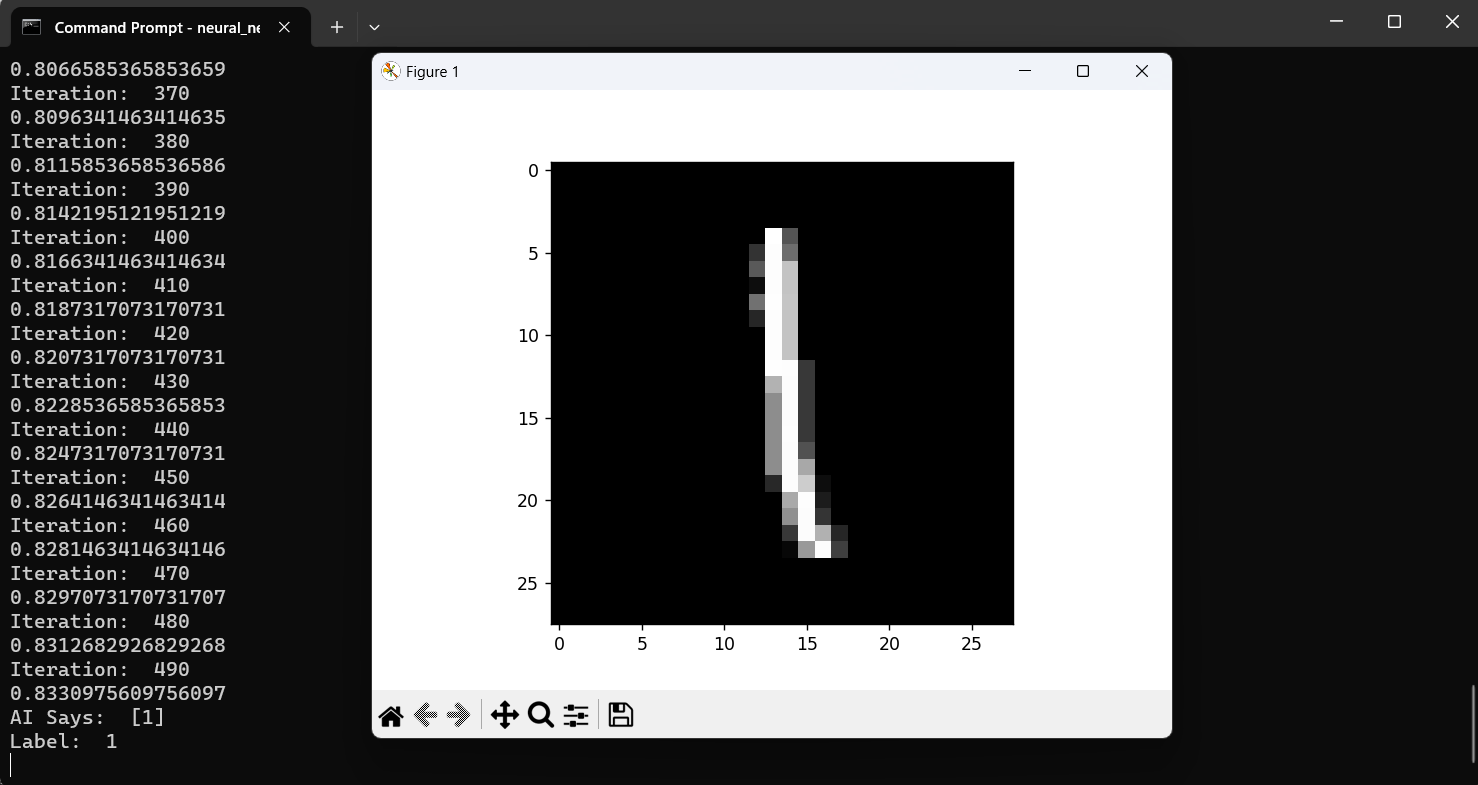 Command Prompt - neural_ne
0.8066585365853659
Iteration:  370
0.8096341463414635
Iteration:  380
0.8115853658536586
Iteration:  390
0.8142195121951219
Iteration:  400
0.8166341463414634
Iteration:  410
0.8187317073170731
Iteration:  420
0.8207317073170731
Iteration:  430
0.8228536585365853
Iteration:  440
0.8247317073170731
Iteration:  450
0.8264146341463414
Iteration:  460
0.8281463414634146
Iteration:  470
0.8297073170731707
Iteration:  480
0.8312682926829268
Iteration:  490
0.8330975609756097
AI Says:  [1]
Label:  1
Figure 1
0
5
10
15
20
25
0 5 10 15 20 25